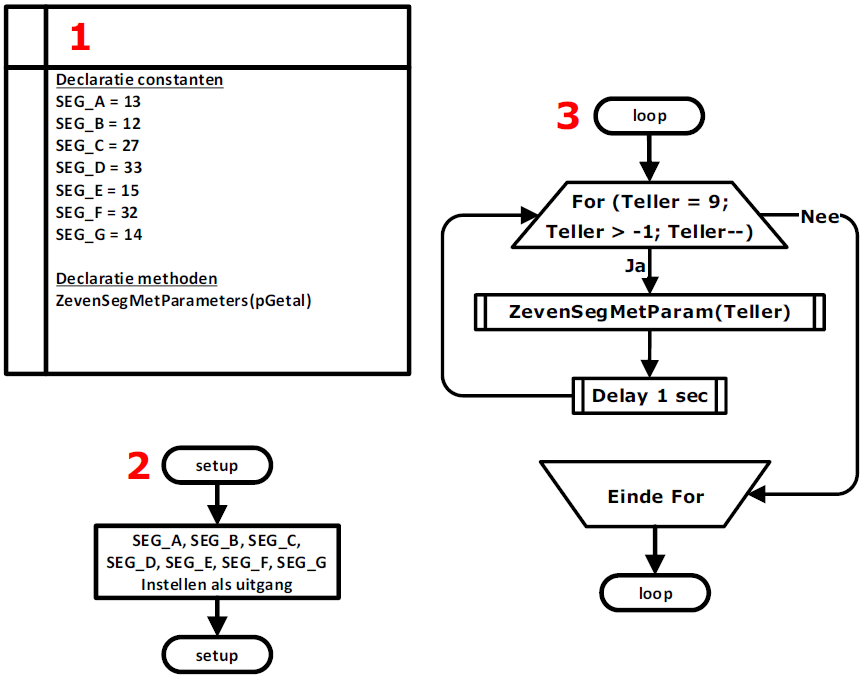 1
Declaratie constanten
SEG_A = 13
SEG_B = 12
SEG_C = 27
SEG_D = 33
SEG_E = 15
SEG_F = 32
SEG_G = 14
Declaratie methoden
ZevenSegMetParameters(pGetal)
2
setup
SEG_A, SEG_B, SEG_C,
SEG_D, SEG_E, SEG_F, SEG_G
Instellen als uitgang
setup
3
loop
For (Teller = 9;
Teller > -1; Teller--)
Nee
Ja
ZevenSegMetParam(Teller)
Delay 1 sec
Einde For
loop